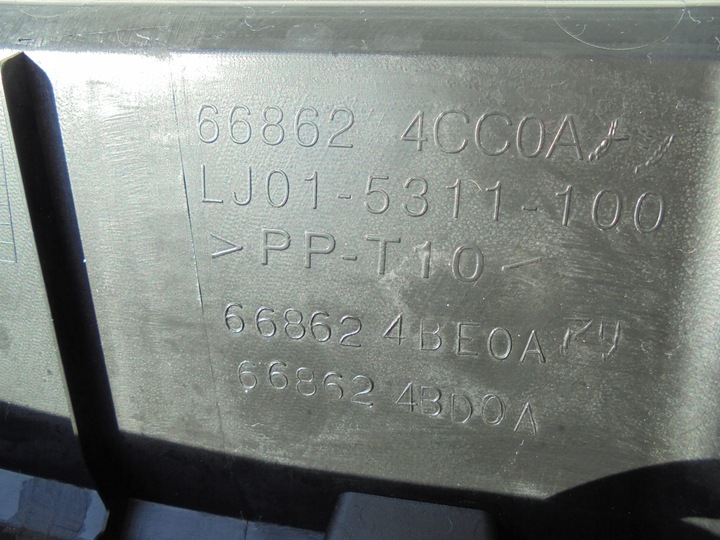 66862 4CC0A
LJ01-5311-100
>PP-T10<
66862 4BE0A
66862 4BD0A